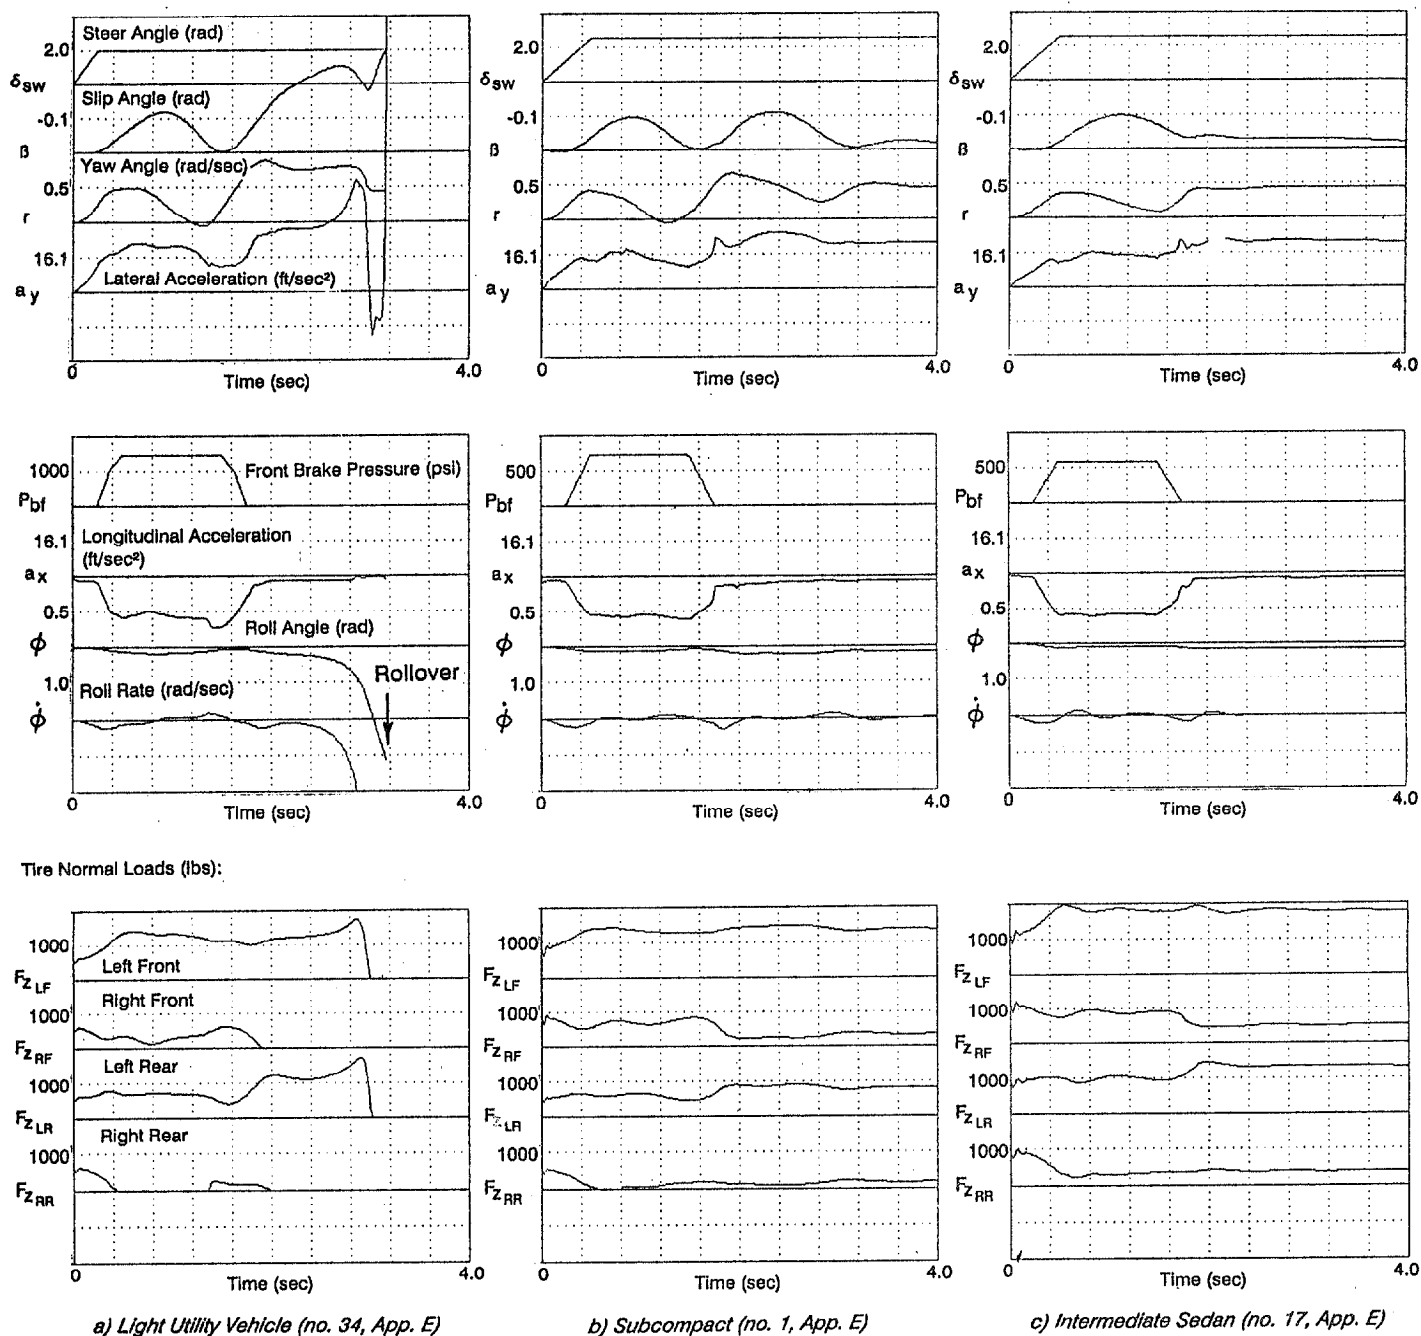 Steer Angle (rad)
2.0
δsw
Slip Angle (rad)
-0.1
ß
Yaw Angle (rad/sec)
0.5
r
16.1
Lateral Acceleration (ft/sec²)
ay
0
Time (sec)
4.0
2.0
δsw
-0.1
ß
0.5
r
16.1
ay
0
Time (sec)
4.0
2.0
δsw
-0.1
ß
0.5
r
16.1
ay
0
Time (sec)
4.0
1000
Front Brake Pressure (psi)
Pbf
Longitudinal Acceleration
(ft/sec²)
16.1
ax
0.5
Roll Angle (rad)
ϕ
Rollover
1.0
Roll Rate (rad/sec)
ϕ̇
0
Time (sec)
4.0
500
Pbf
16.1
ax
0.5
ϕ
1.0
ϕ̇
0
Time (sec)
4.0
500
Pbf
16.1
ax
0.5
ϕ
1.0
ϕ̇
0
Time (sec)
4.0
Tire Normal Loads (lbs):
1000
Left Front
FzLF
Right Front
1000
FzRF
Left Rear
1000
FzLR
Right Rear
1000
FzRR
0
Time (sec)
4.0
1000
FzLF
1000
FzRF
1000
FzLR
1000
FzRR
0
Time (sec)
4.0
1000
FzLF
1000
FzRF
1000
FzLR
1000
FzRR
0
Time (sec)
4.0
a) Light Utility Vehicle (no. 34, App. E)
b) Subcompact (no. 1, App. E)
c) Intermediate Sedan (no. 17, App. E)